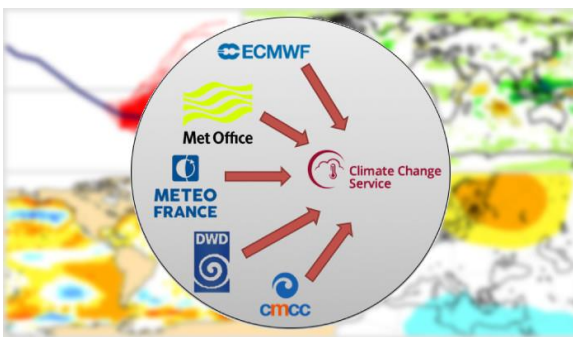 ECMWF
Met Office
METEO
FRANCE
Climate Change
Service
DWD
cmcc